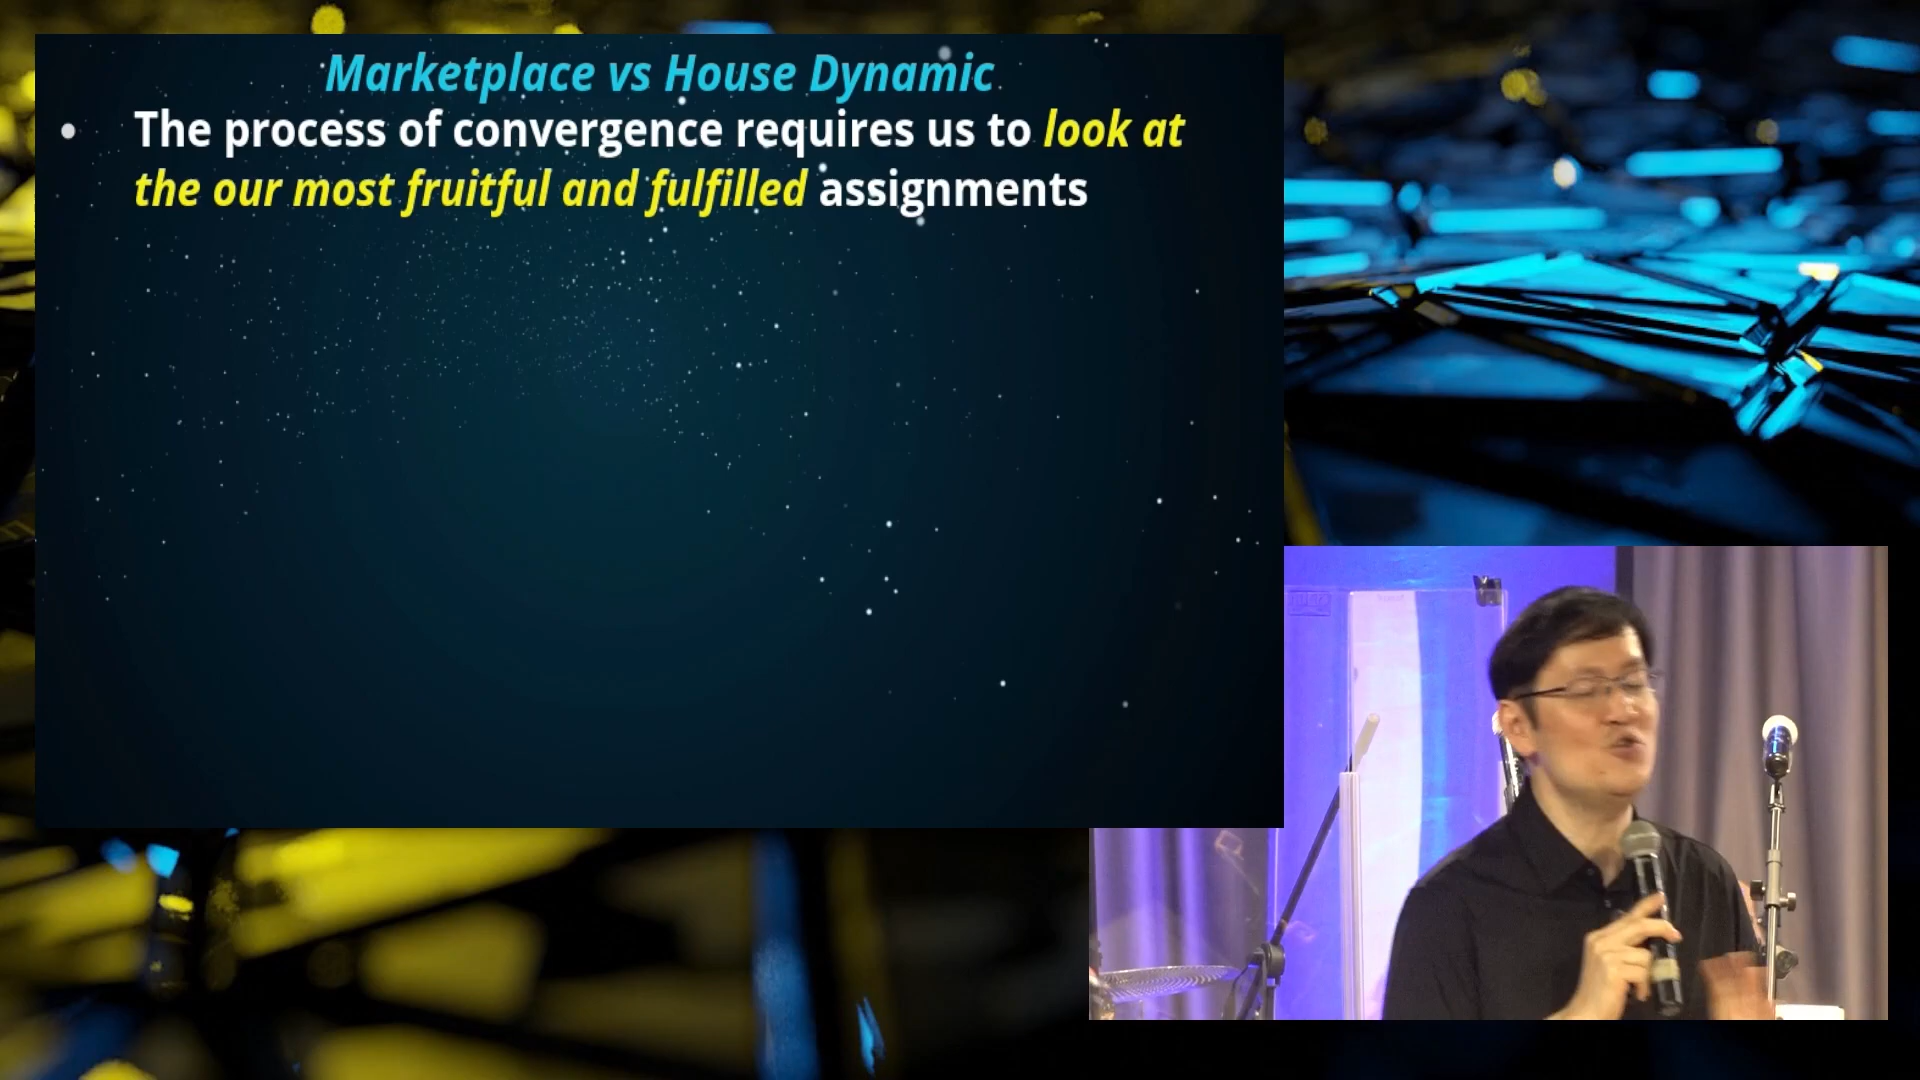 Marketplace vs House Dynamic
• The process of convergence requires us to look at
the our most fruitful and fulfilled assignments